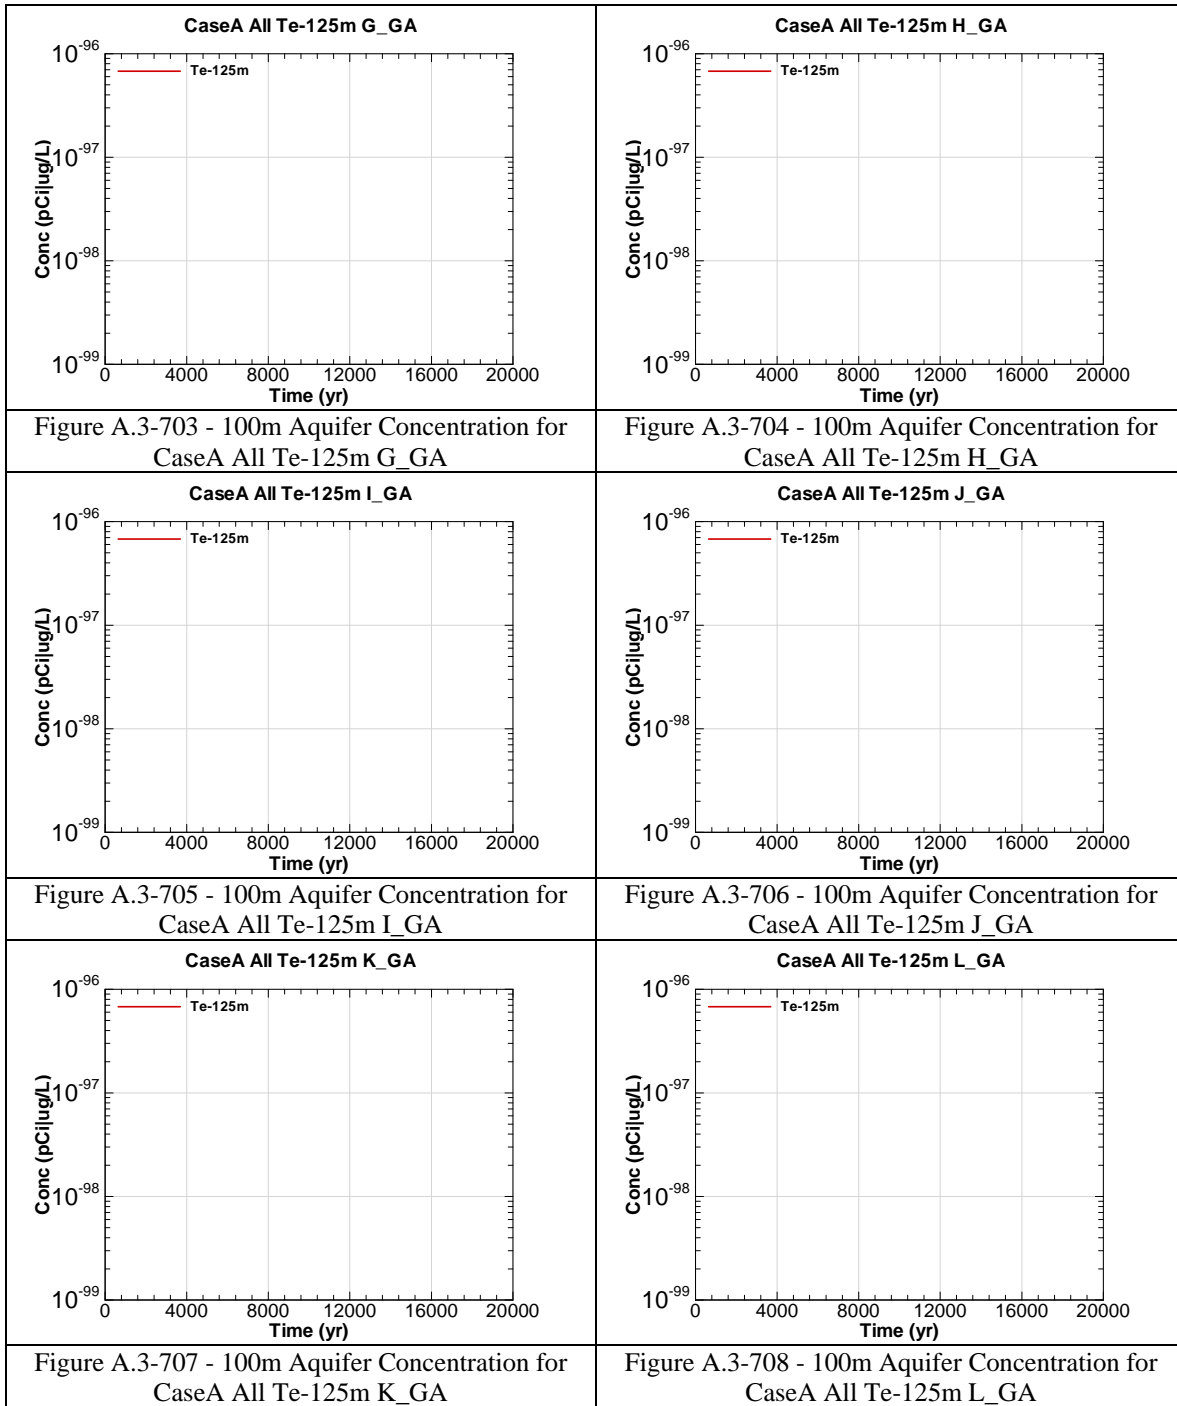 CaseA All Te-125m G_GA
10-96
Te-125m
10-97
Conc (pCi|ug/L)
10-98
10-99
0 4000 8000 12000 16000 20000
Time (yr)
Figure A.3-703 - 100m Aquifer Concentration for
CaseA All Te-125m G_GA
CaseA All Te-125m H_GA
10-96
Te-125m
10-97
Conc (pCi|ug/L)
10-98
10-99
0 4000 8000 12000 16000 20000
Time (yr)
Figure A.3-704 - 100m Aquifer Concentration for
CaseA All Te-125m H_GA
CaseA All Te-125m I_GA
10-96
Te-125m
10-97
Conc (pCi|ug/L)
10-98
10-99
0 4000 8000 12000 16000 20000
Time (yr)
Figure A.3-705 - 100m Aquifer Concentration for
CaseA All Te-125m I_GA
CaseA All Te-125m J_GA
10-96
Te-125m
10-97
Conc (pCi|ug/L)
10-98
10-99
0 4000 8000 12000 16000 20000
Time (yr)
Figure A.3-706 - 100m Aquifer Concentration for
CaseA All Te-125m J_GA
CaseA All Te-125m K_GA
10-96
Te-125m
10-97
Conc (pCi|ug/L)
10-98
10-99
0 4000 8000 12000 16000 20000
Time (yr)
Figure A.3-707 - 100m Aquifer Concentration for
CaseA All Te-125m K_GA
CaseA All Te-125m L_GA
10-96
Te-125m
10-97
Conc (pCi|ug/L)
10-98
10-99
0 4000 8000 12000 16000 20000
Time (yr)
Figure A.3-708 - 100m Aquifer Concentration for
CaseA All Te-125m L_GA